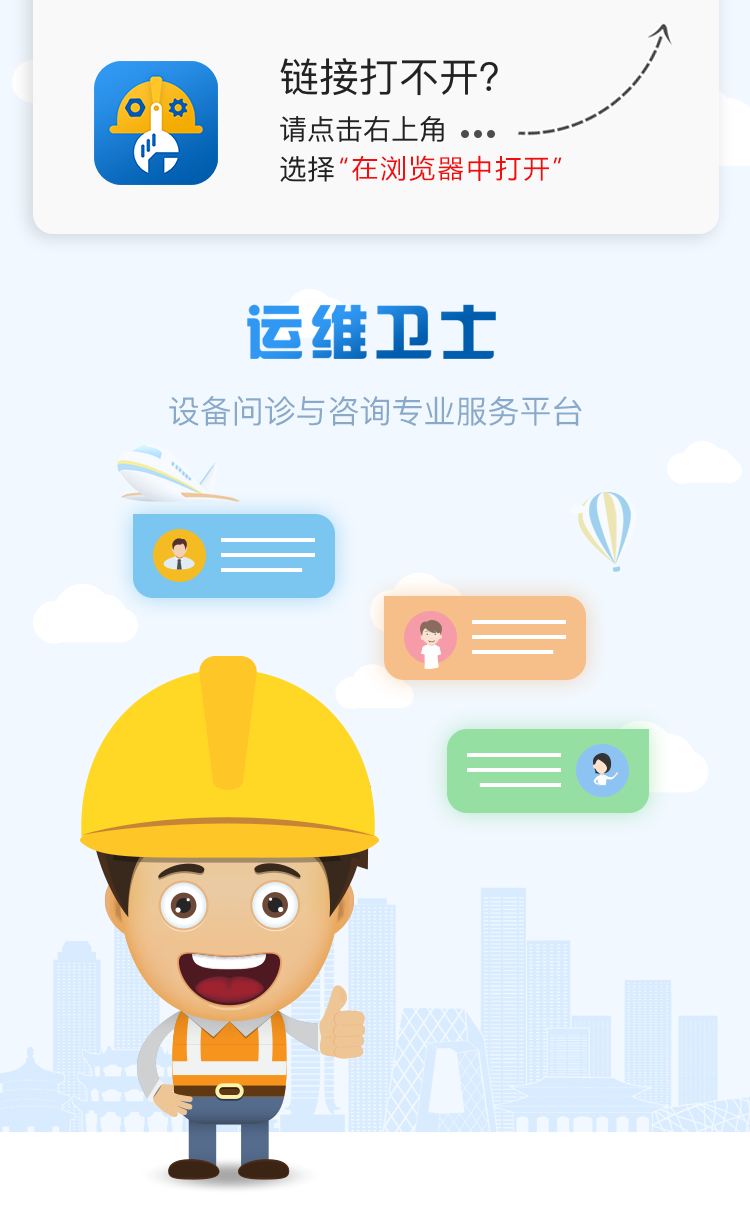 链接打不开?
请点击右上角 •••
选择“在浏览器中打开”
运维卫士
设备问诊与咨询专业服务平台